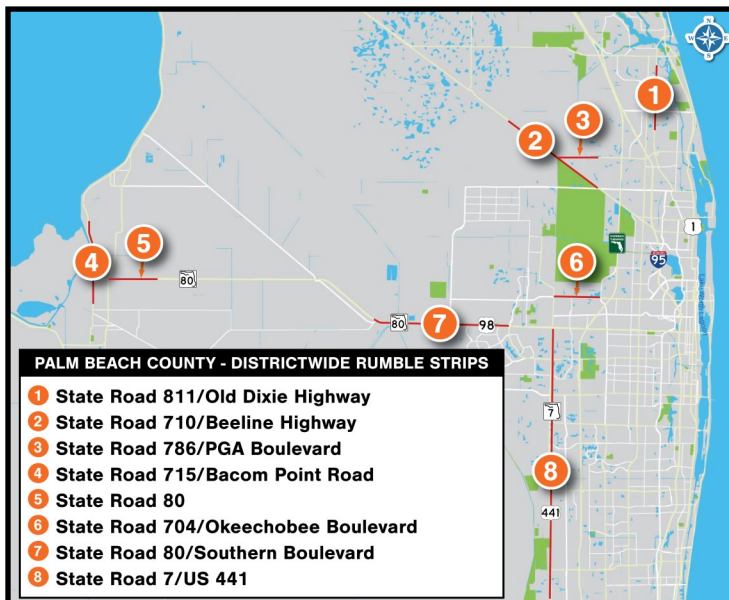 N
W E
S
1
3
2
1
5
4
80
95
6
80
7
98
7
8
441
PALM BEACH COUNTY - DISTRICTWIDE RUMBLE STRIPS
1 State Road 811/Old Dixie Highway
2 State Road 710/Beeline Highway
3 State Road 786/PGA Boulevard
4 State Road 715/Bacom Point Road
5 State Road 80
6 State Road 704/Okeechobee Boulevard
7 State Road 80/Southern Boulevard
8 State Road 7/US 441